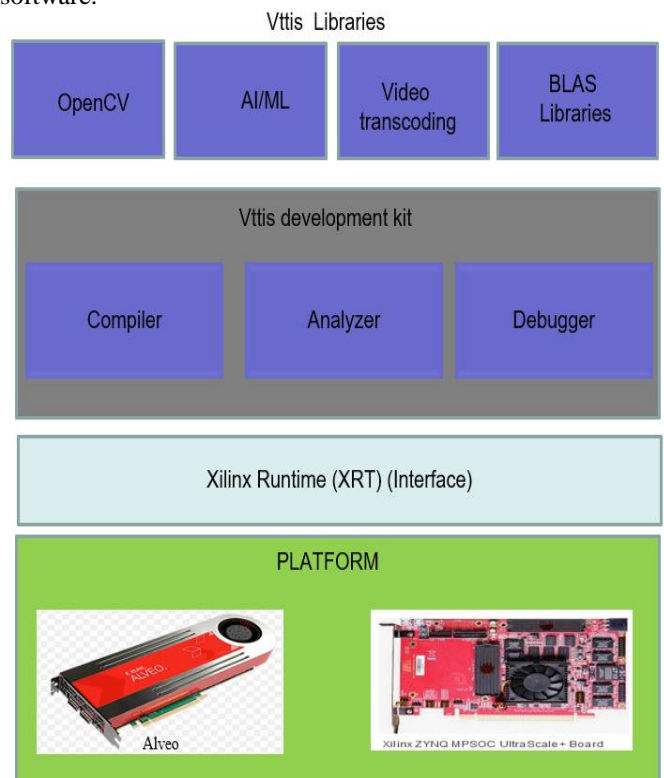 software.
Vttis Libraries
OpenCV
AI/ML
Video
transcoding
BLAS
Libraries
Vttis development kit
Compiler
Analyzer
Debugger
Xilinx Runtime (XRT) (Interface)
PLATFORM
ALVEO.
Alveo
Xilinx ZYNQ MPSOC UltraScale+ Board